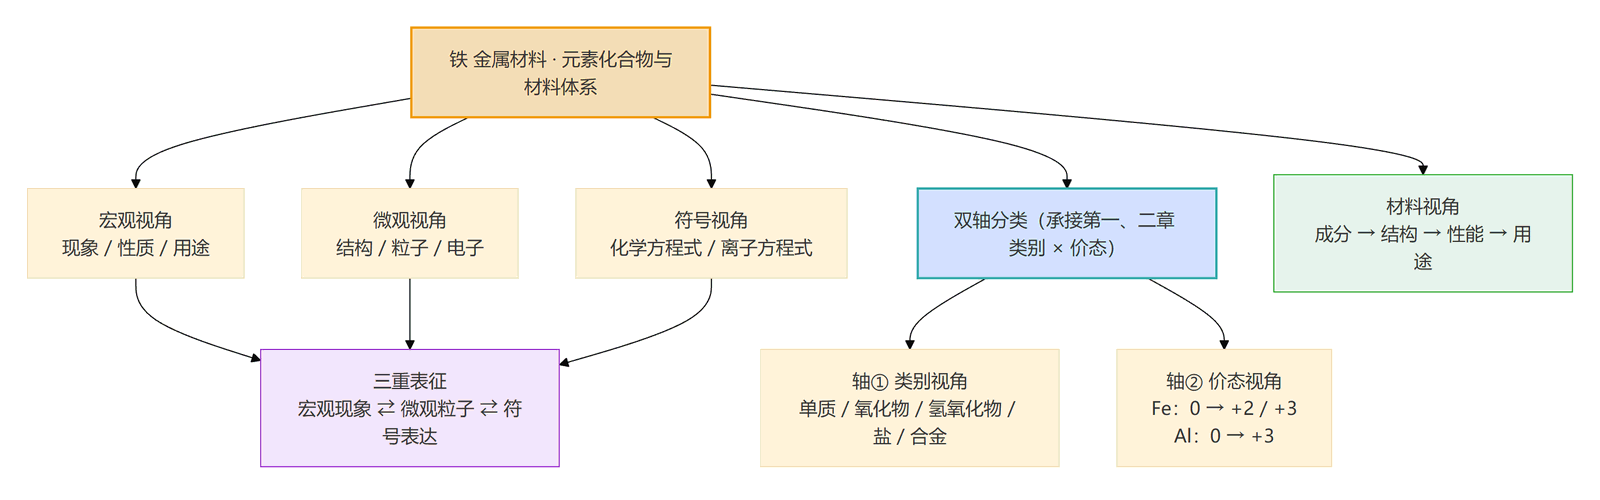 铁 金属材料 · 元素化合物与
材料体系
宏观视角
现象 / 性质 / 用途
微观视角
结构 / 粒子 / 电子
符号视角
化学方程式 / 离子方程式
双轴分类（承接第一、二章
类别 × 价态）
材料视角
成分 → 结构 → 性能 → 用
途
三重表征
宏观现象 ⇄ 微观粒子 ⇄ 符
号表达
轴① 类别视角
单质 / 氧化物 / 氢氧化物 /
盐 / 合金
轴② 价态视角
Fe：0 → +2 / +3
Al：0 → +3